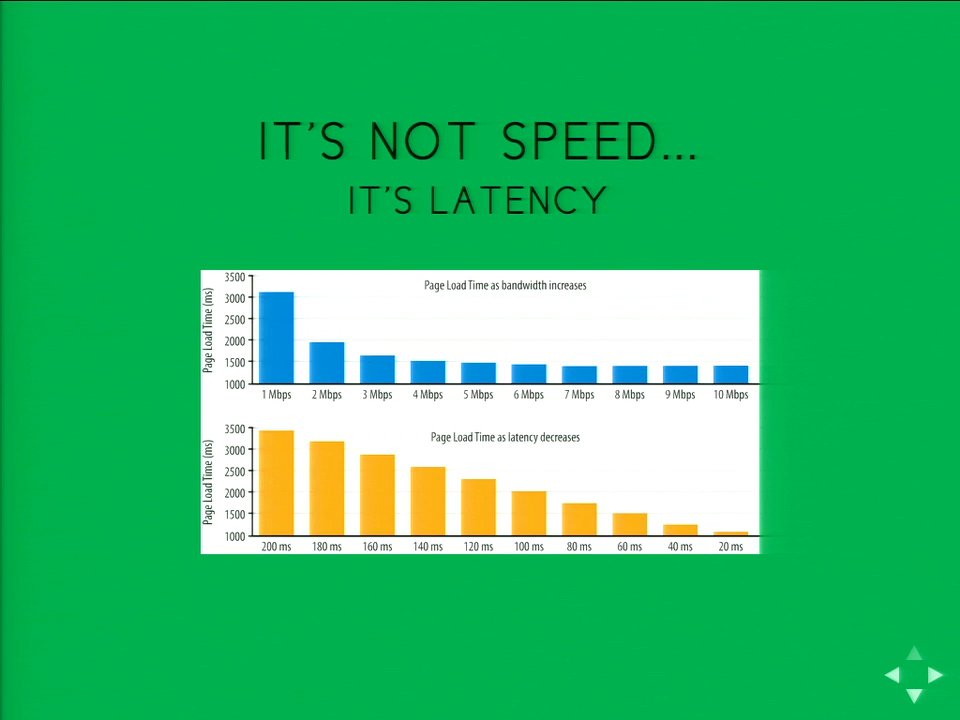 IT'S NOT SPEED...
IT'S LATENCY
Page Load Time as bandwidth increases
Page Load Time (ms)
3500
3000
2500
2000
1500
1000
1 Mbps 2 Mbps 3 Mbps 4 Mbps 5 Mbps 6 Mbps 7 Mbps 8 Mbps 9 Mbps 10 Mbps
Page Load Time as latency decreases
Page Load Time (ms)
3500
3000
2500
2000
1500
1000
200 ms 180 ms 160 ms 140 ms 120 ms 100 ms 80 ms 60 ms 40 ms 20 ms